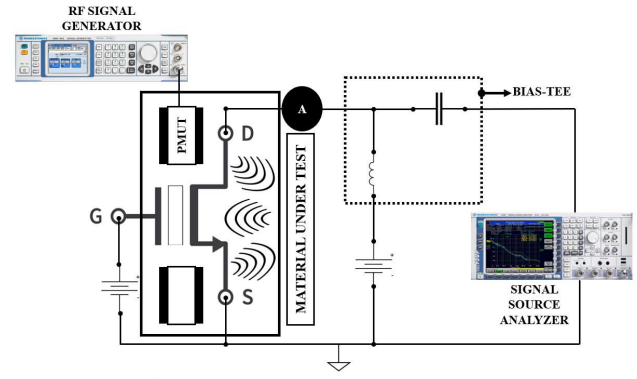 RF SIGNAL
GENERATOR
BIAS-TEE
A
D
PMUT
G
MATERIAL UNDER TEST
S
SIGNAL
SOURCE
ANALYZER